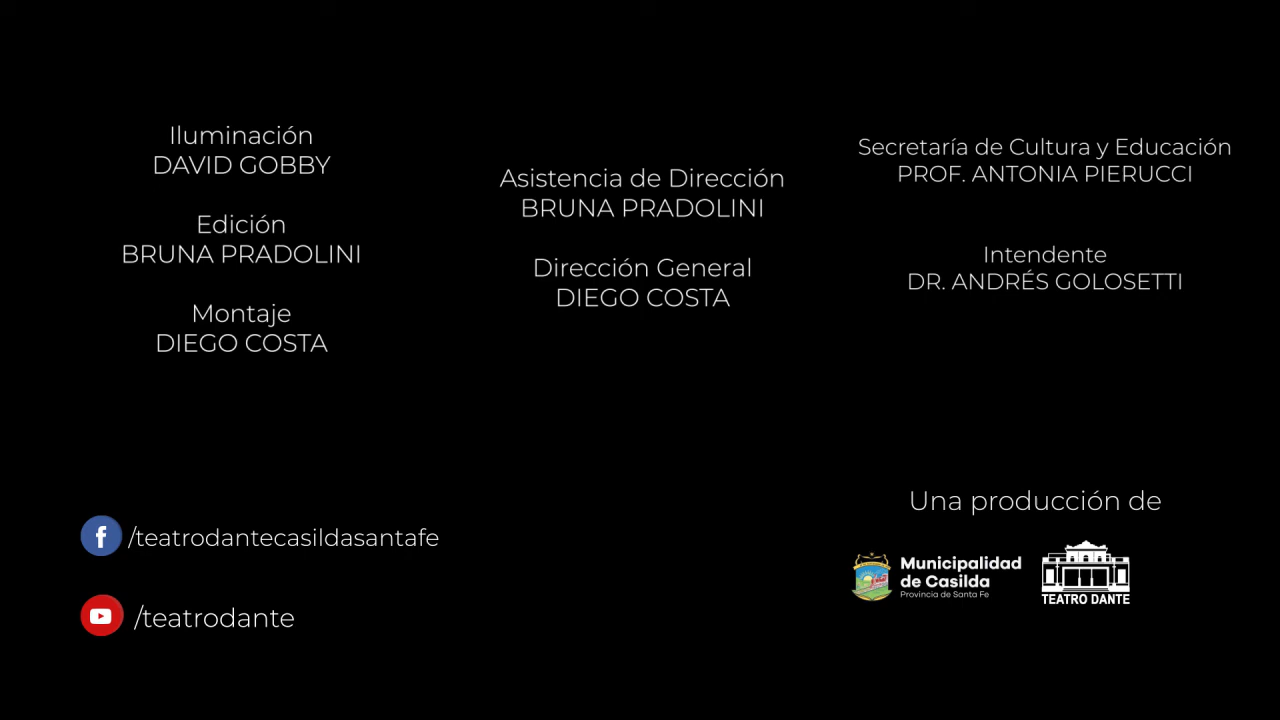 Iluminación
DAVID GOBBY
Edición
BRUNA PRADOLINI
Montaje
DIEGO COSTA
Asistencia de Dirección
BRUNA PRADOLINI
Dirección General
DIEGO COSTA
Secretaría de Cultura y Educación
PROF. ANTONIA PIERUCCI
Intendente
DR. ANDRÉS GOLOSETTI
/teatrodantecasildasantafe
/teatrodante
Una producción de
Municipalidad
de Casilda
Provincia de Santa Fe
TEATRO DANTE